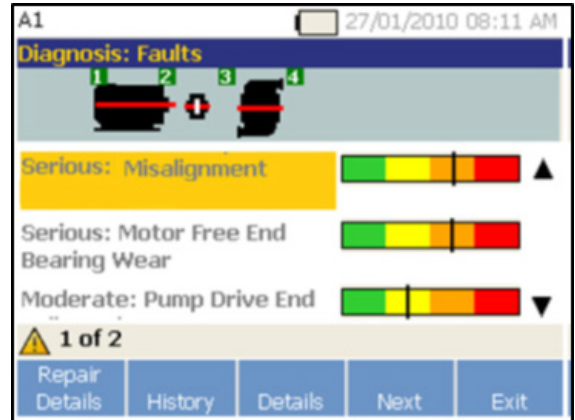 A1 27/01/2010 08:11 AM
Diagnosis: Faults
1 2 3 4
Serious: Misalignment
Serious: Motor Free End
Bearing Wear
Moderate: Pump Drive End
1 of 2
Repair
Details History Details Next Exit